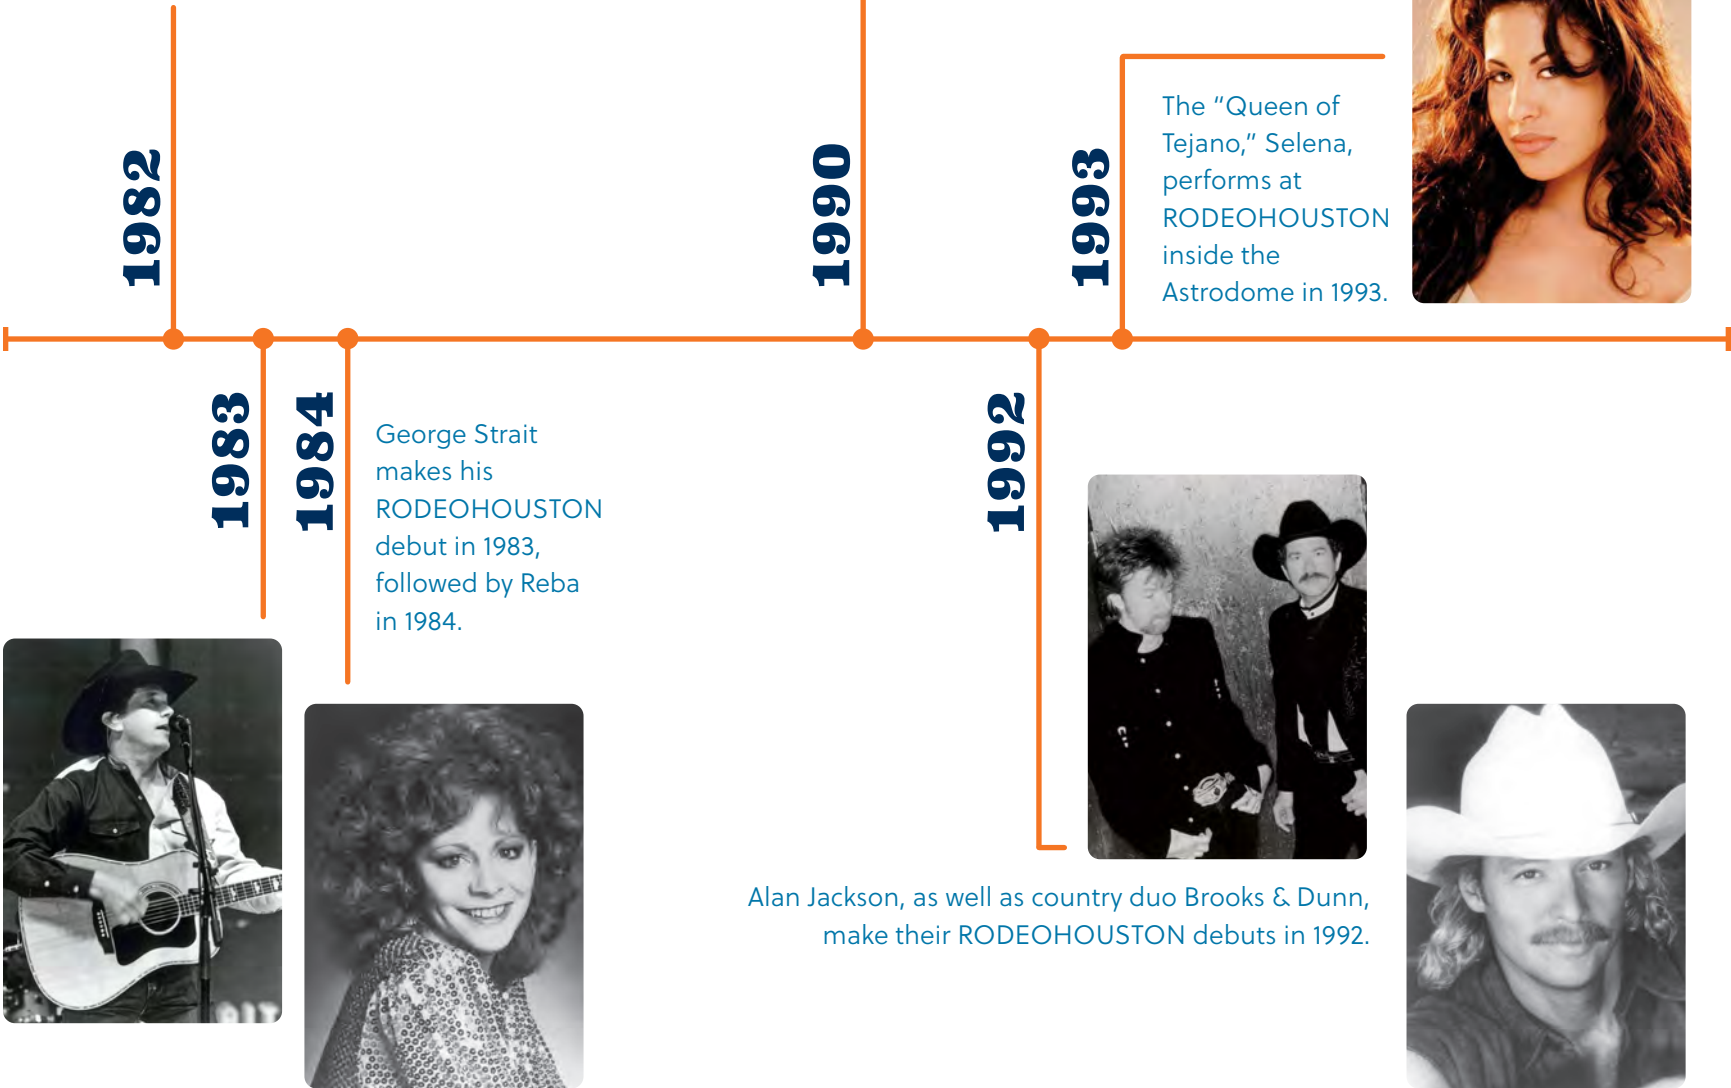 1982
1990
1993
The “Queen of
Tejano,” Selena,
performs at
RODEOHOUSTON
inside the
Astrodome in 1993.
1983
1984
George Strait
makes his
RODEOHOUSTON
debut in 1983,
followed by Reba
in 1984.
1992
Alan Jackson, as well as country duo Brooks & Dunn,
make their RODEOHOUSTON debuts in 1992.